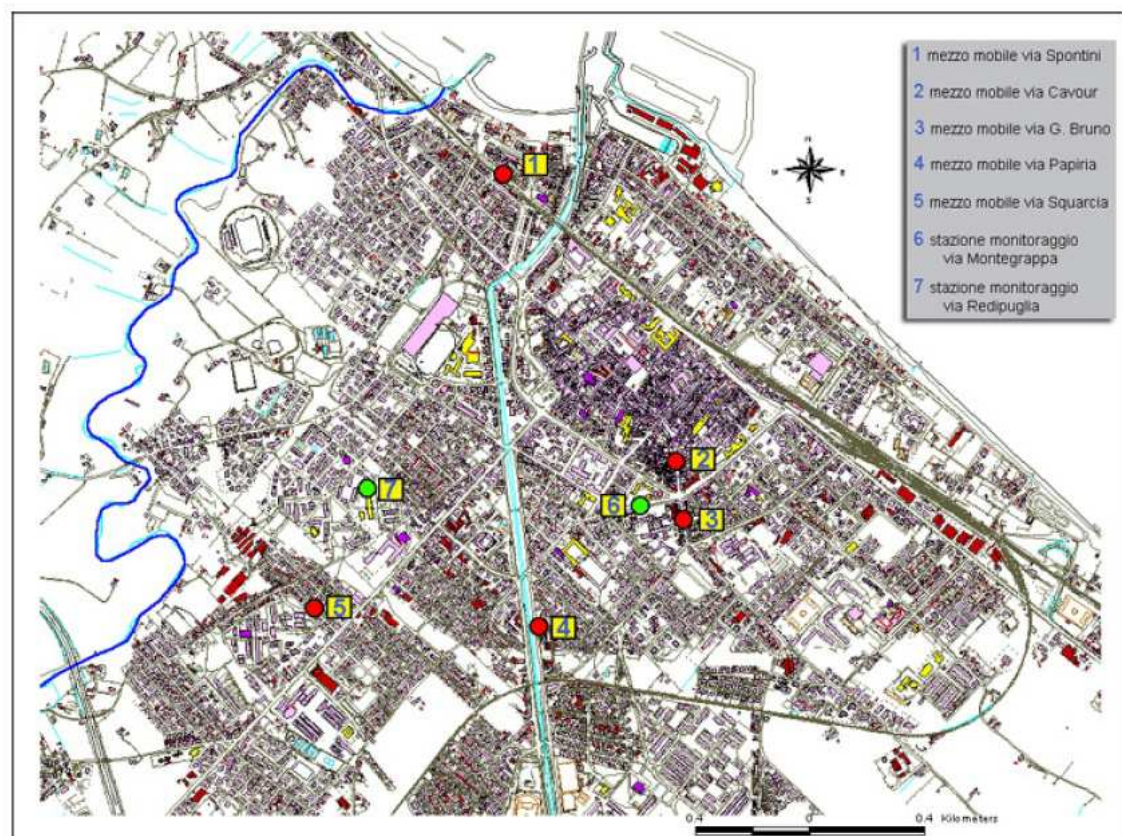 1 mezzo mobile via Spontini
2 mezzo mobile via Cavour
3 mezzo mobile via G. Bruno
4 mezzo mobile via Papiria
5 mezzo mobile via Squarcia
6 stazione monitoraggio
via Montegrappa
7 stazione monitoraggio
via Redipuglia
1
N
S
2
7
6
3
5
4
0.4 0 0.4 Kilometers